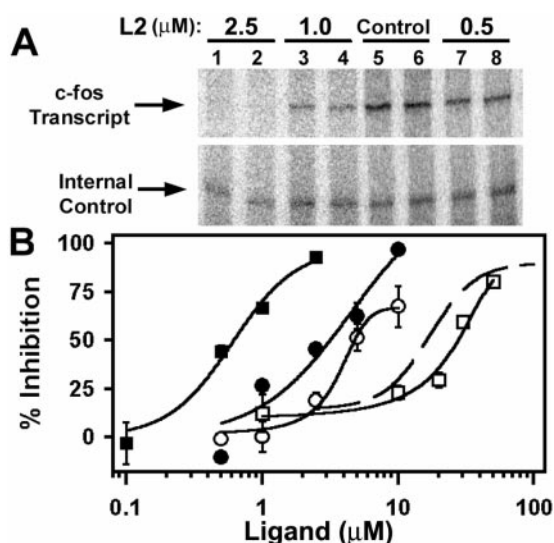 L2 (µM): 2.5 1.0 Control 0.5
A 1 2 3 4 5 6 7 8
c-fos
Transcript
Internal
Control
B
100
75
50
25
0
% Inhibition
0.1 1 10 100
Ligand (µM)